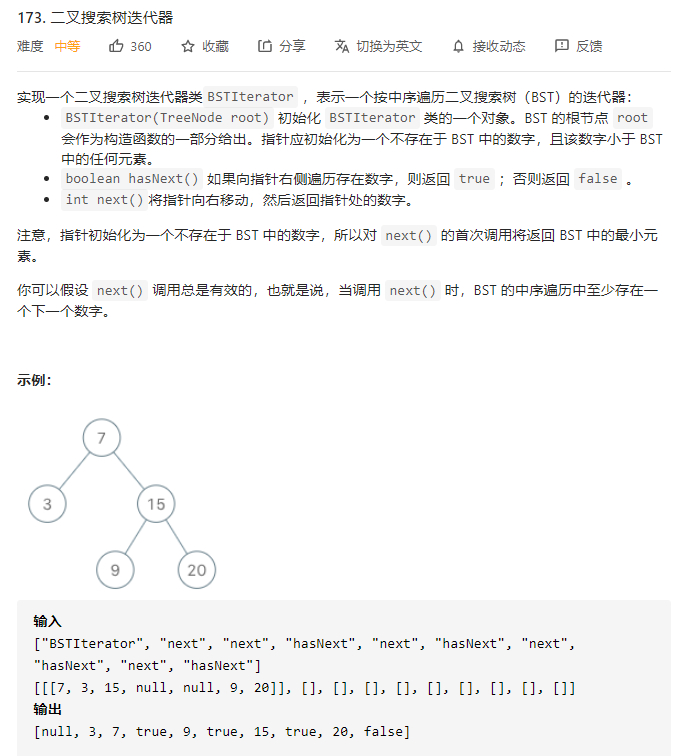 173. 二叉搜索树迭代器
难度 中等 360 收藏 分享 切换为英文 接收动态 反馈
实现一个二叉搜索树迭代器类BSTIterator ，表示一个按中序遍历二叉搜索树（BST）的迭代器：
• BSTIterator(TreeNode root) 初始化 BSTIterator 类的一个对象。BST 的根节点 root
会作为构造函数的一部分给出。指针应初始化为一个不存在于 BST 中的数字，且该数字小于 BST
中的任何元素。
• boolean hasNext() 如果向指针右侧遍历存在数字，则返回 true ；否则返回 false 。
• int next()将指针向右移动，然后返回指针处的数字。
注意，指针初始化为一个不存在于 BST 中的数字，所以对 next() 的首次调用将返回 BST 中的最小元
素。
你可以假设 next() 调用总是有效的，也就是说，当调用 next() 时，BST 的中序遍历中至少存在一
个下一个数字。
示例：
7
3 15
9 20
输入
["BSTIterator", "next", "next", "hasNext", "next", "hasNext", "next",
"hasNext", "next", "hasNext"]
[[[7, 3, 15, null, null, 9, 20]], [], [], [], [], [], [], [], [], []]
输出
[null, 3, 7, true, 9, true, 15, true, 20, false]